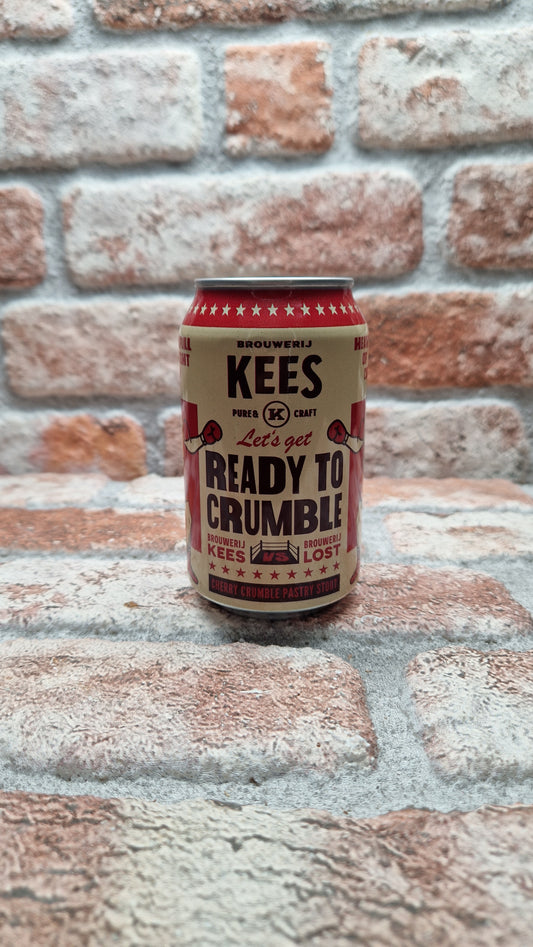 BROUWERIJ
KEES
PURE & K CRAFT
Let's get
READY TO
CRUMBLE
BROUWERIJ KEES VS BROUWERIJ LOST
CHERRY CRUMBLE PASTRY STOUT